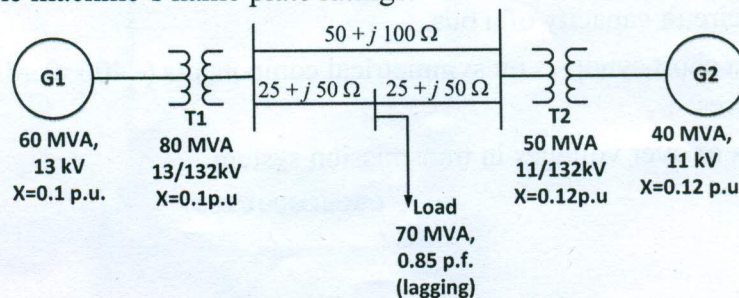 50 + j 100 Ω
25 + j 50 Ω 25 + j 50 Ω
G1
T1
T2
G2
60 MVA,
13 kV
X=0.1 p.u.
80 MVA
13/132kV
X=0.1p.u
50 MVA
11/132kV
X=0.12p.u
40 MVA,
11 kV
X=0.12 p.u.
Load
70 MVA,
0.85 p.f.
(lagging)